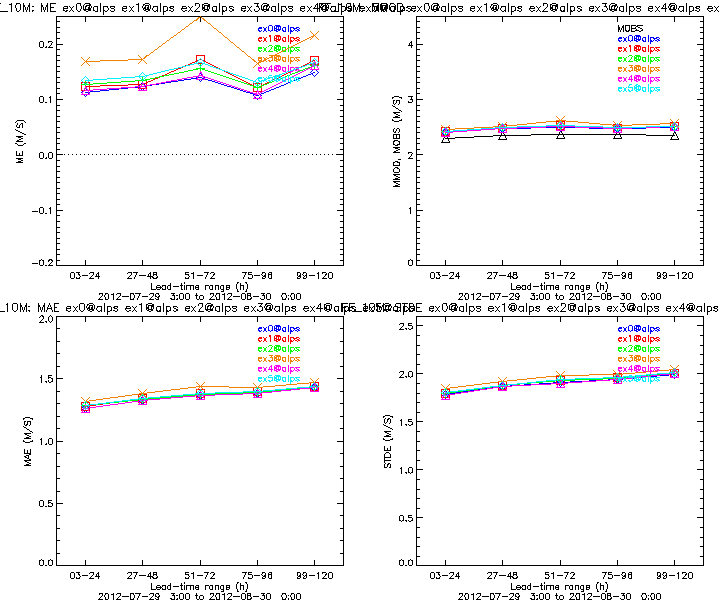 _10M: ME ex0@alps ex1@alps ex2@alps ex3@alps
ex0@alps ex1@alps ex2@alps ex3@alps ex4@alps
0.2
0.1
0.0
-0.1
-0.2
ME (M/S)
ex0@alps
ex1@alps
ex2@alps
ex3@alps
ex4@alps
ex5@alps
03-24 27-48 51-72 75-96 99-120
Lead-time range (h)
2012-07-29 3:00 to 2012-08-30 0:00
4
3
2
1
0
MMOD, MOBS (M/S)
MOBS
ex0@alps
ex1@alps
ex2@alps
ex3@alps
ex4@alps
ex5@alps
03-24 27-48 51-72 75-96 99-120
Lead-time range (h)
2012-07-29 3:00 to 2012-08-30 0:00
_10M: MAE ex0@alps ex1@alps ex2@alps ex3@alps ex4@alps
STDE ex0@alps ex1@alps ex2@alps ex3@alps ex4@alps
2.0
1.5
1.0
0.5
0.0
MAE (M/S)
ex0@alps
ex1@alps
ex2@alps
ex3@alps
ex4@alps
ex5@alps
03-24 27-48 51-72 75-96 99-120
Lead-time range (h)
2012-07-29 3:00 to 2012-08-30 0:00
2.5
2.0
1.5
1.0
0.5
0.0
STDE (M/S)
ex0@alps
ex1@alps
ex2@alps
ex3@alps
ex4@alps
ex5@alps
03-24 27-48 51-72 75-96 99-120
Lead-time range (h)
2012-07-29 3:00 to 2012-08-30 0:00